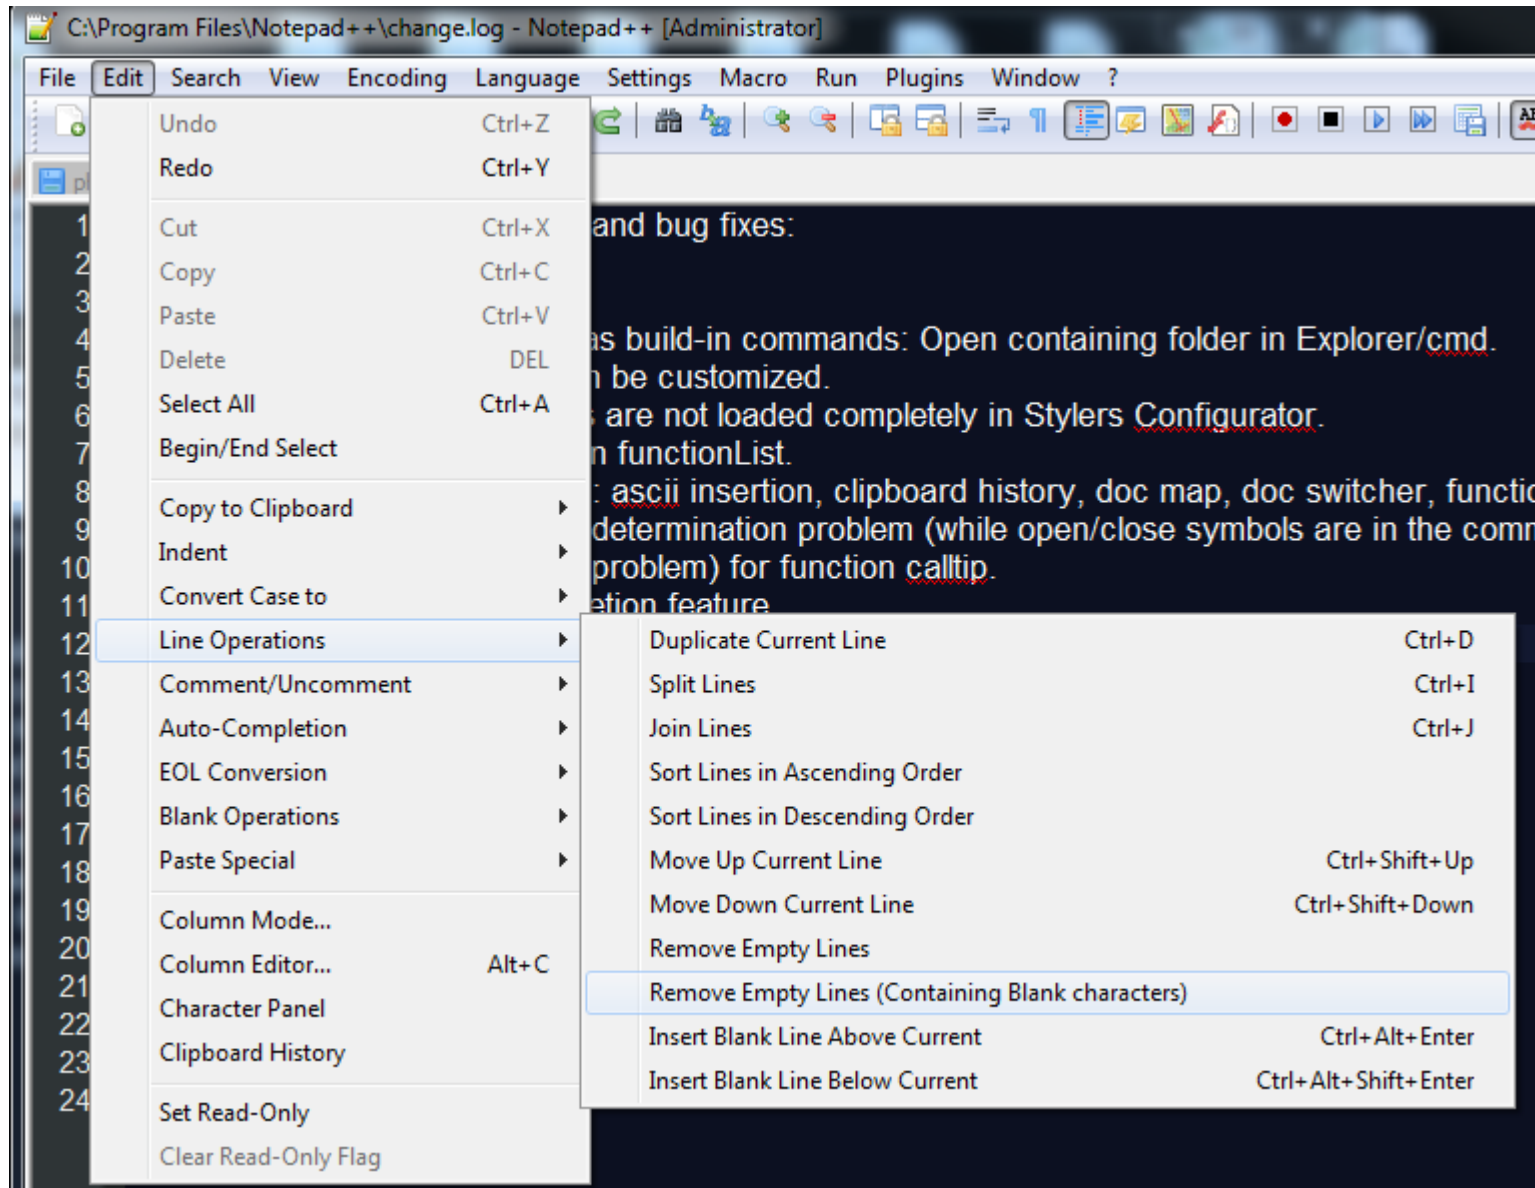 C:\Program Files\Notepad++\change.log - Notepad++ [Administrator]
File Edit Search View Encoding Language Settings Macro Run Plugins Window ?
Undo Ctrl+Z
Redo Ctrl+Y
Cut Ctrl+X
Copy Ctrl+C
Paste Ctrl+V
Delete DEL
Select All Ctrl+A
Begin/End Select
Copy to Clipboard
Indent
Convert Case to
Line Operations
Comment/Uncomment
Auto-Completion
EOL Conversion
Blank Operations
Paste Special
Column Mode...
Column Editor... Alt+C
Character Panel
Clipboard History
Set Read-Only
Clear Read-Only Flag
1 and bug fixes:
2
3
4 as build-in commands: Open containing folder in Explorer/cmd.
5 be customized.
6 are not loaded completely in Stylers Configurator.
7 functionList.
8 : ascii insertion, clipboard history, doc map, doc switcher,
9 determination problem (while open/close symbols are in the
10 problem) for function calltip.
11 feature
12
13
14
15
16
17
18
19
20
21
22
23
24
Duplicate Current Line Ctrl+D
Split Lines Ctrl+I
Join Lines Ctrl+J
Sort Lines in Ascending Order
Sort Lines in Descending Order
Move Up Current Line Ctrl+Shift+Up
Move Down Current Line Ctrl+Shift+Down
Remove Empty Lines
Remove Empty Lines (Containing Blank characters)
Insert Blank Line Above Current Ctrl+Alt+Enter
Insert Blank Line Below Current Ctrl+Alt+Shift+Enter